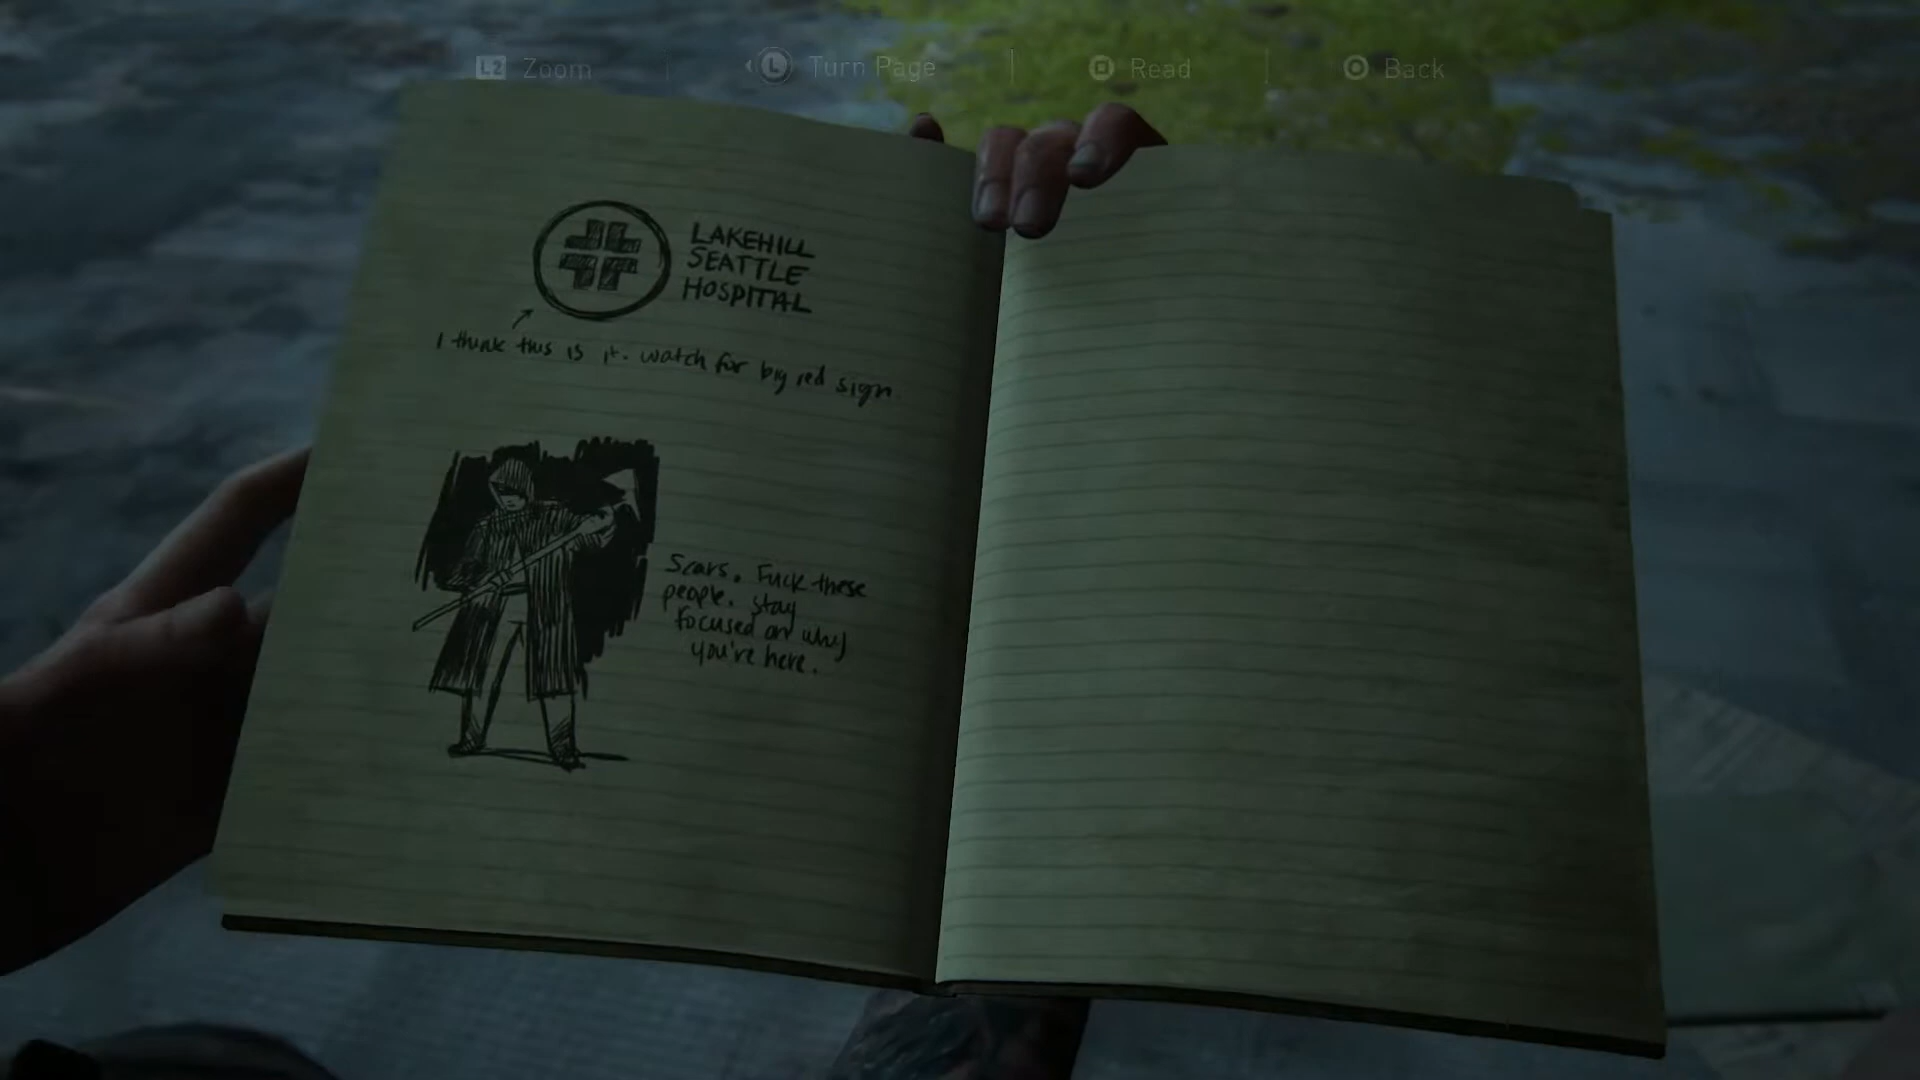 L2 Zoom L Turn Page Read Back
LAKEHILL
SEATTLE
HOSPITAL
I think this is it. watch for big red sign.
Scars. Fuck these
people. Stay
focused on why
you're here.